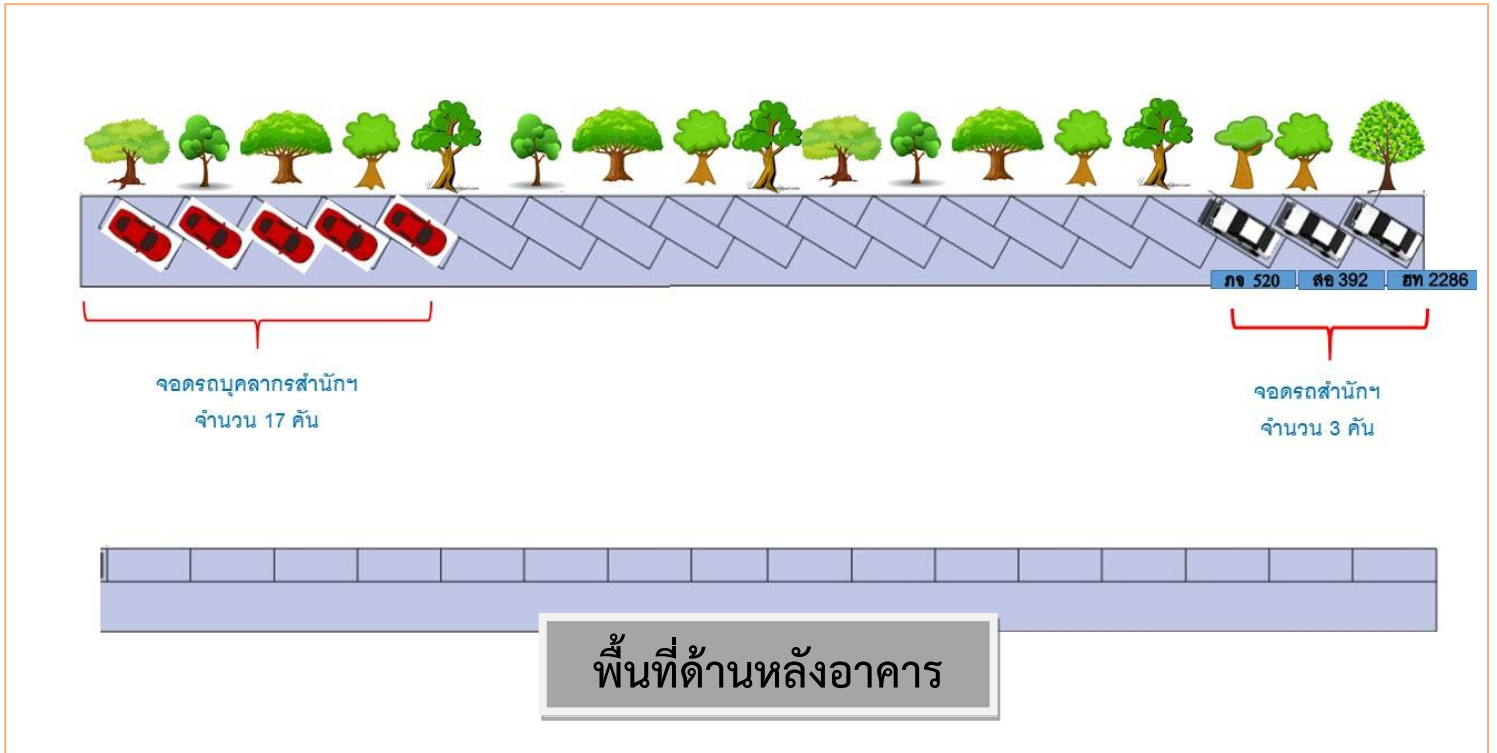 ภจ 520 สอ 392 ฮท 2286
จอดรถบุคลากรสำนักฯ
จำนวน 17 คัน
จอดรถสำนักฯ
จำนวน 3 คัน
พื้นที่ด้านหลังอาคาร